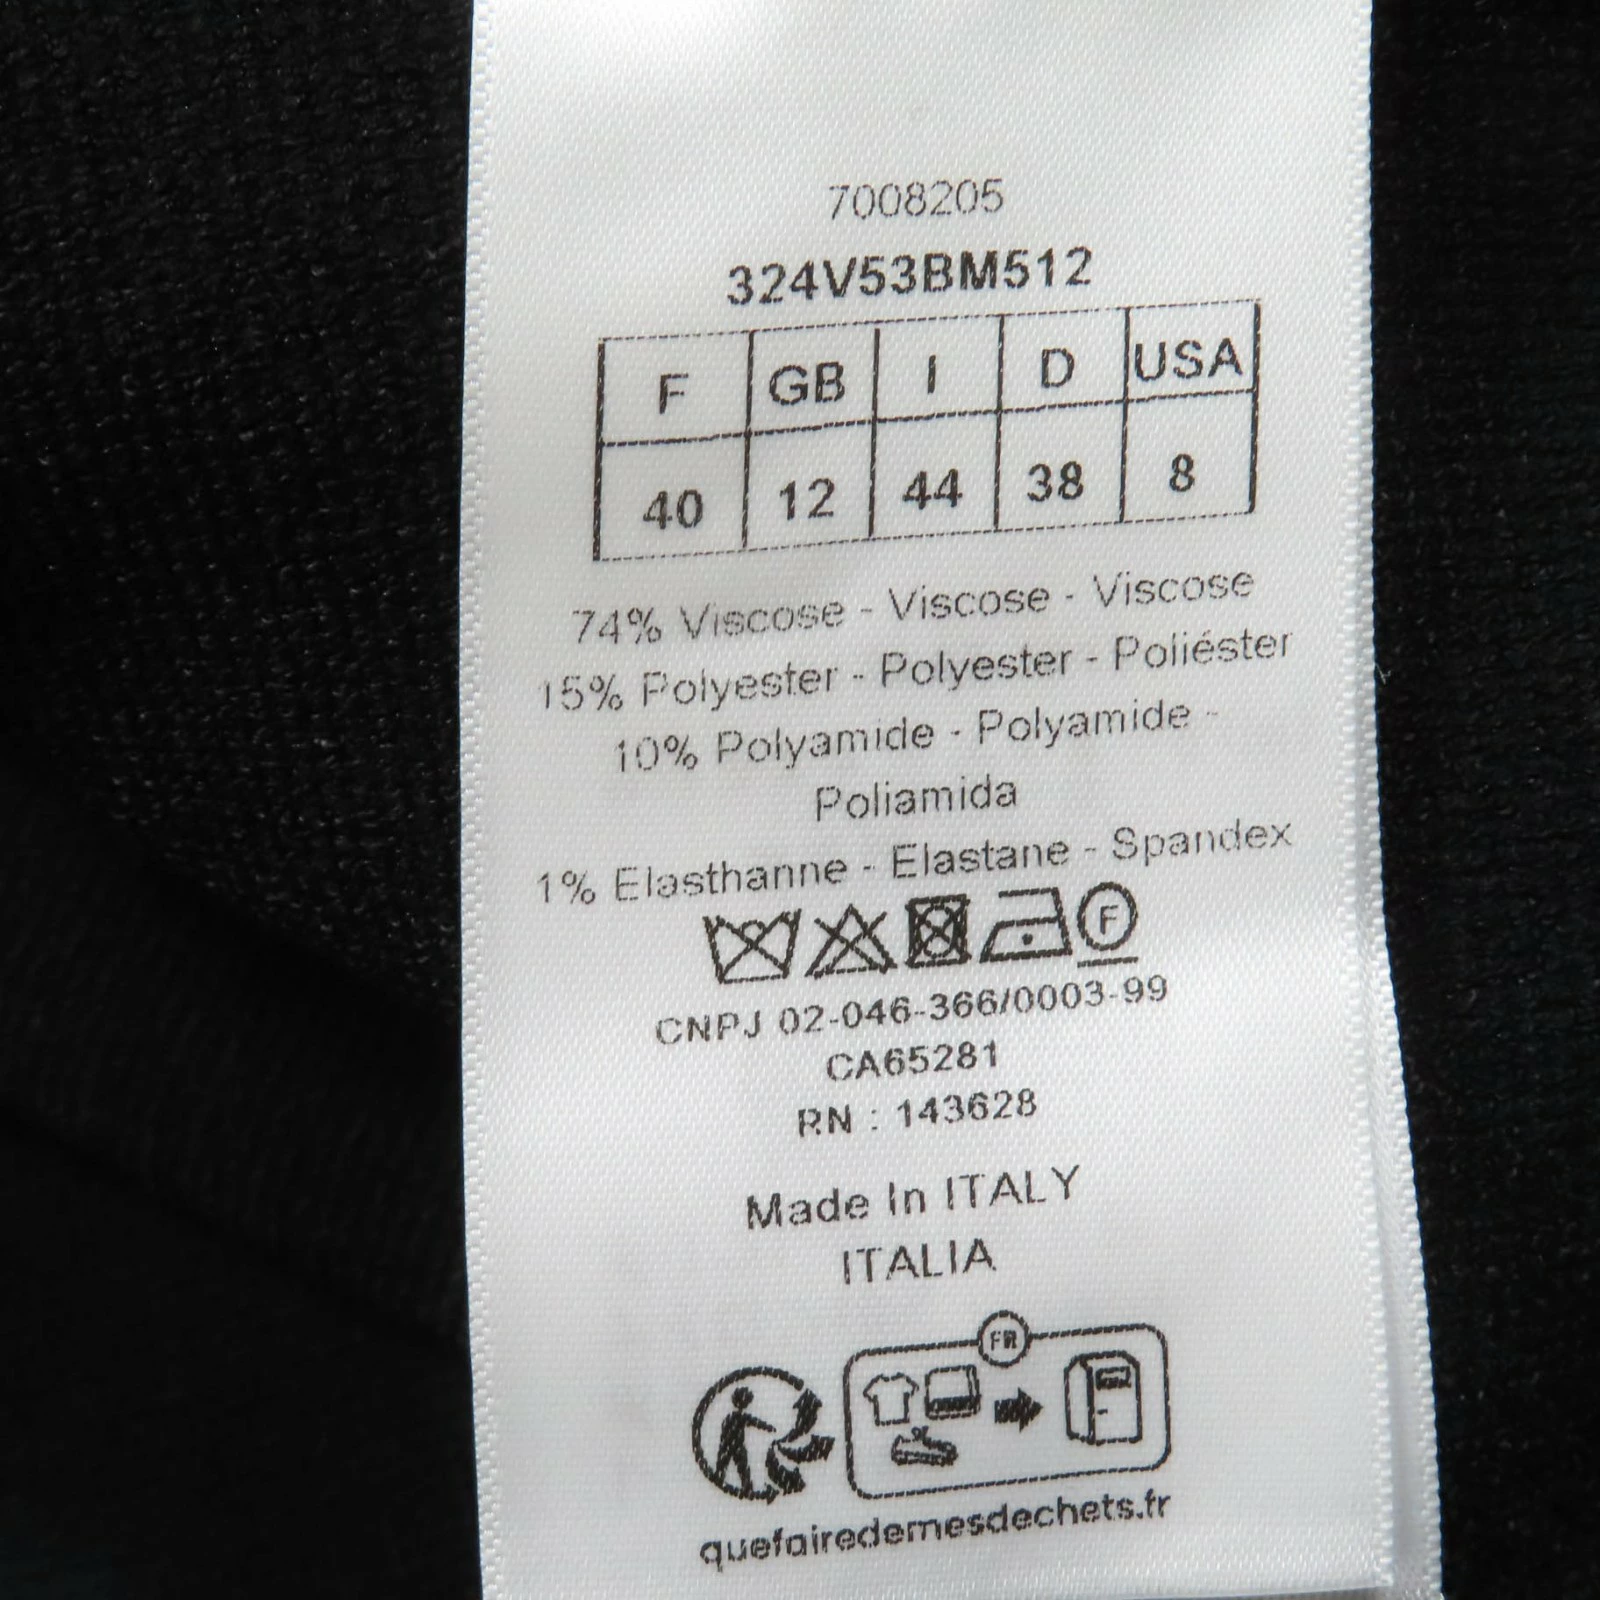 7008205
324V53BM512
F GB I D USA
40 12 44 38 8
74% Viscose - Viscose - Viscose
15% Polyester - Polyester - Poliéster
10% Polyamide - Polyamide -
Poliamida
1% Elasthanne - Elastane - Spandex
F
CNPJ 02-046-366/0003-99
CA65281
RN : 143628
Made In ITALY
ITALIA
FR
quefairedemesdechets.fr